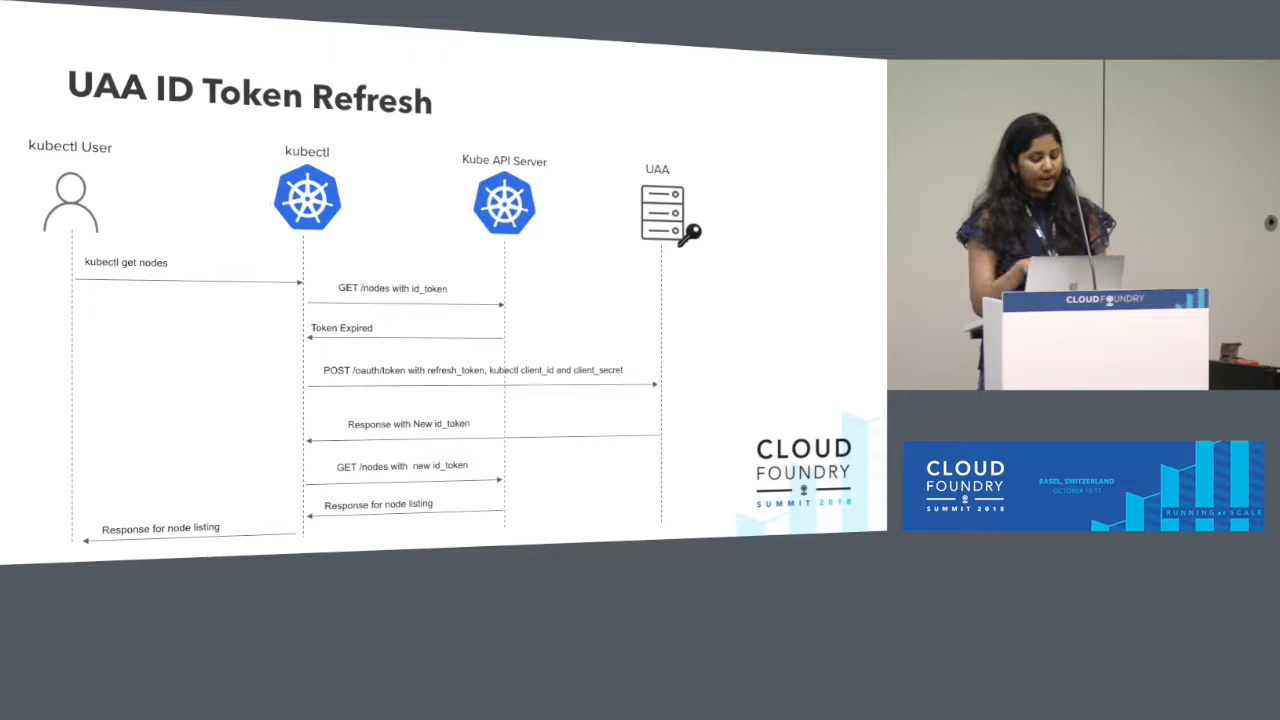 UAA ID Token Refresh
kubectl User
kubectl
Kube API Server
UAA
kubectl get nodes
GET /nodes with id_token
Token Expired
POST /oauth/token with refresh_token, kubectl client_id and client_secret
Response with New id_token
GET /nodes with new id_token
Response for node listing
Response for node listing
CLOUD
FOUNDRY
SUMMIT 2018
CLOUD FOUNDRY
CLOUD
FOUNDRY
SUMMIT 2018
BASEL, SWITZERLAND
OCTOBER 10-11
RUNNING at SCALE